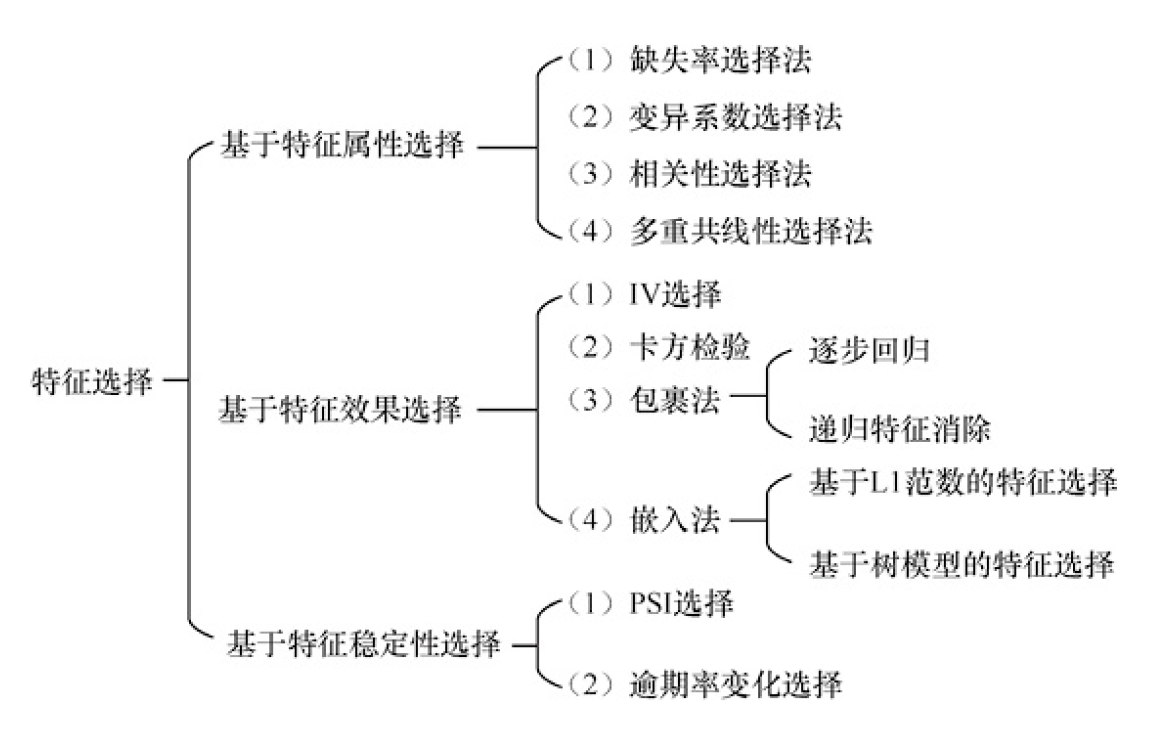 特征选择
基于特征属性选择
（1）缺失率选择法
（2）变异系数选择法
（3）相关性选择法
（4）多重共线性选择法
基于特征效果选择
（1）IV选择
（2）卡方检验
（3）包裹法
逐步回归
递归特征消除
（4）嵌入法
基于L1范数的特征选择
基于树模型的特征选择
基于特征稳定性选择
（1）PSI选择
（2）逾期率变化选择